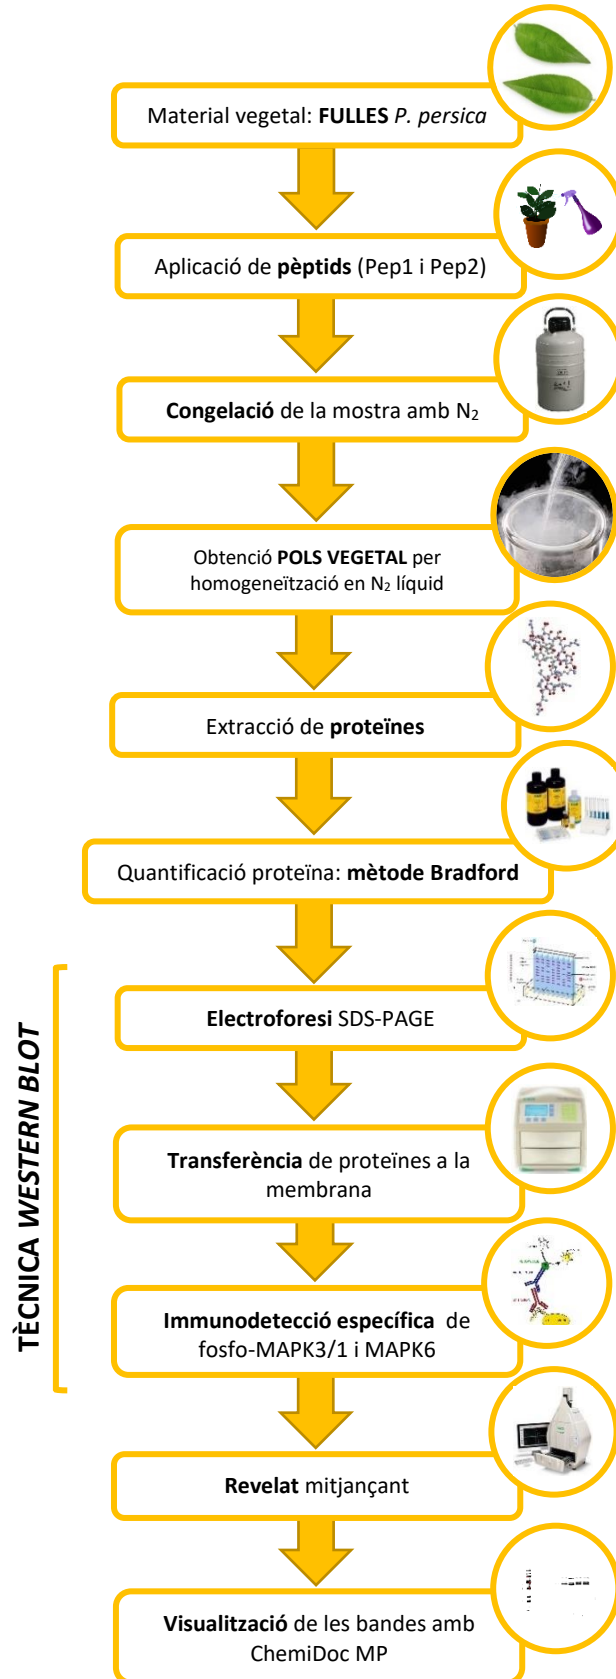 Material vegetal: FULLES P. persica
Aplicació de pèptids (Pep1 i Pep2)
Congelació de la mostra amb N₂
Obtenció POLS VEGETAL per
homogeneïtzació en N₂ líquid
Extracció de proteïnes
Quantificació proteïna: mètode Bradford
TÈCNICA WESTERN BLOT
Electroforesi SDS-PAGE
Transferència de proteïnes a la
membrana
Immunodetecció específica de
fosfo-MAPK3/1 i MAPK6
Revelat mitjançant
Visualització de les bandes amb
ChemiDoc MP